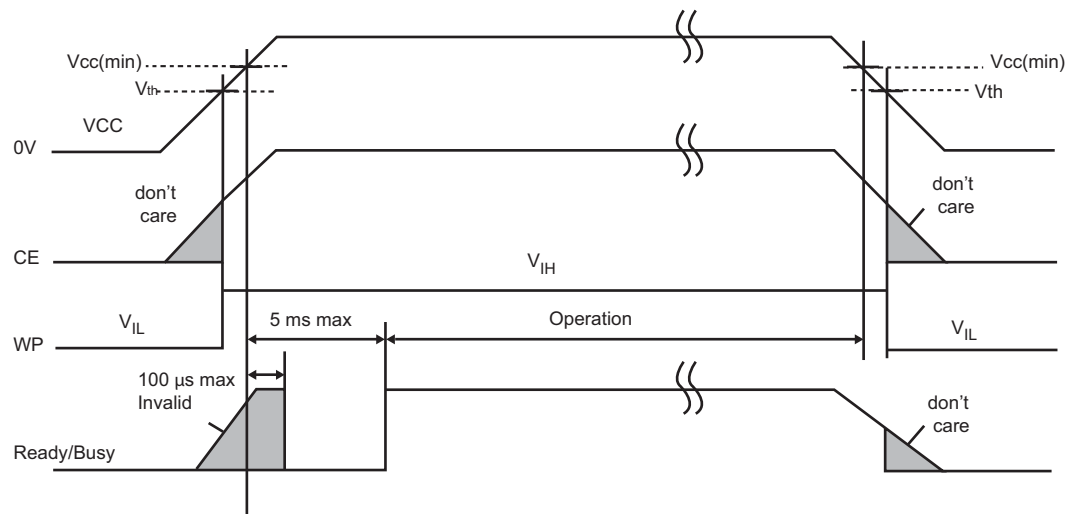 Vcc(min)
Vth
VCC
0V
Vcc(min)
Vth
don't
care
don't
care
CE
VIH
VIL
5 ms max
Operation
VIL
WP
100 µs max
Invalid
don't
care
Ready/Busy